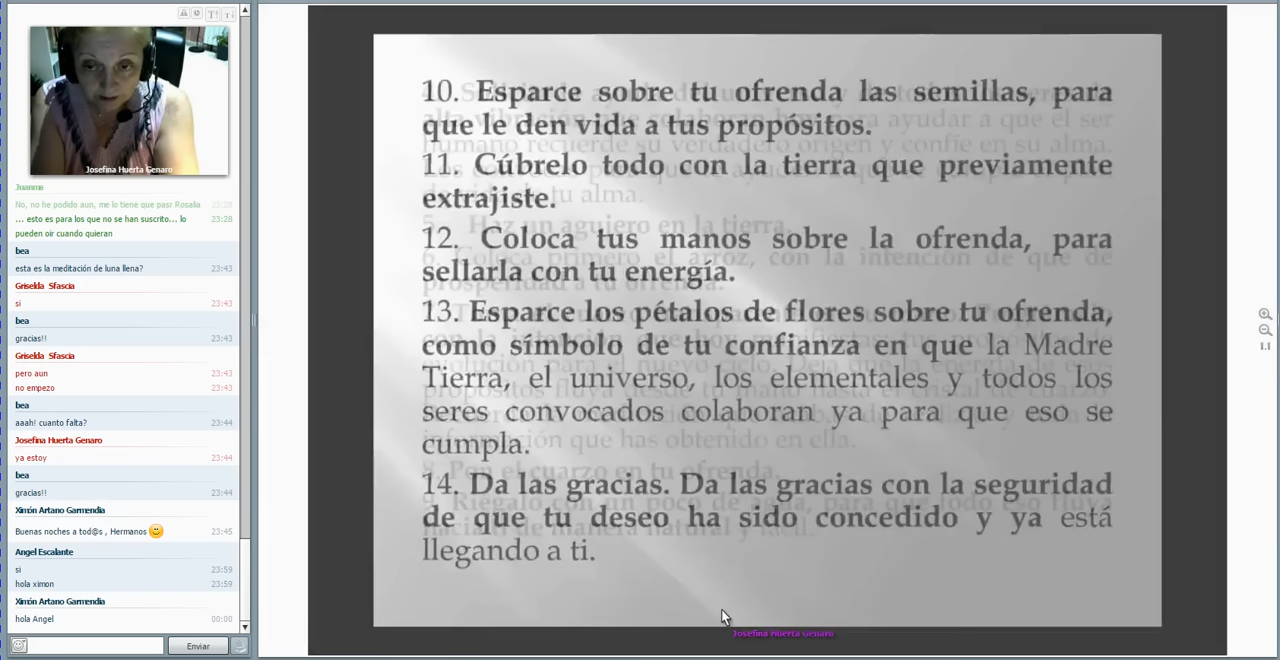 Josefina Huerta Genaro
Juanma
No, no he podido aun, me lo tiene que pasr Rosalia 23:28
... esto es para los que no se han suscrito... lo 23:28
pueden oir cuando quieran
bea
esta es la meditación de luna llena? 23:43
Griselda Sfascia
si 23:43
bea
gracias!! 23:43
Griselda Sfascia
pero aun 23:43
no empezo 23:43
bea
aaah! cuanto falta? 23:44
Josefina Huerta Genaro
ya estoy 23:44
bea
gracias!! 23:44
Ximón Artano Garmendia
Buenas noches a tod@s , Hermanos 23:45
Angel Escalante
si 23:59
hola ximon 23:59
Ximón Artano Garmendia
hola Angel 00:00
Enviar
10. Esparce sobre tu ofrenda las semillas, para
que le den vida a tus propósitos.
11. Cúbrelo todo con la tierra que previamente
extrajiste.
12. Coloca tus manos sobre la ofrenda, para
sellarla con tu energía.
13. Esparce los pétalos de flores sobre tu ofrenda,
como símbolo de tu confianza en que la Madre
Tierra, el universo, los elementales y todos los
seres convocados colaboran ya para que eso se
cumpla.
14. Da las gracias. Da las gracias con la seguridad
de que tu deseo ha sido concedido y ya está
llegando a ti.
Josefina Huerta Genaro
1:1